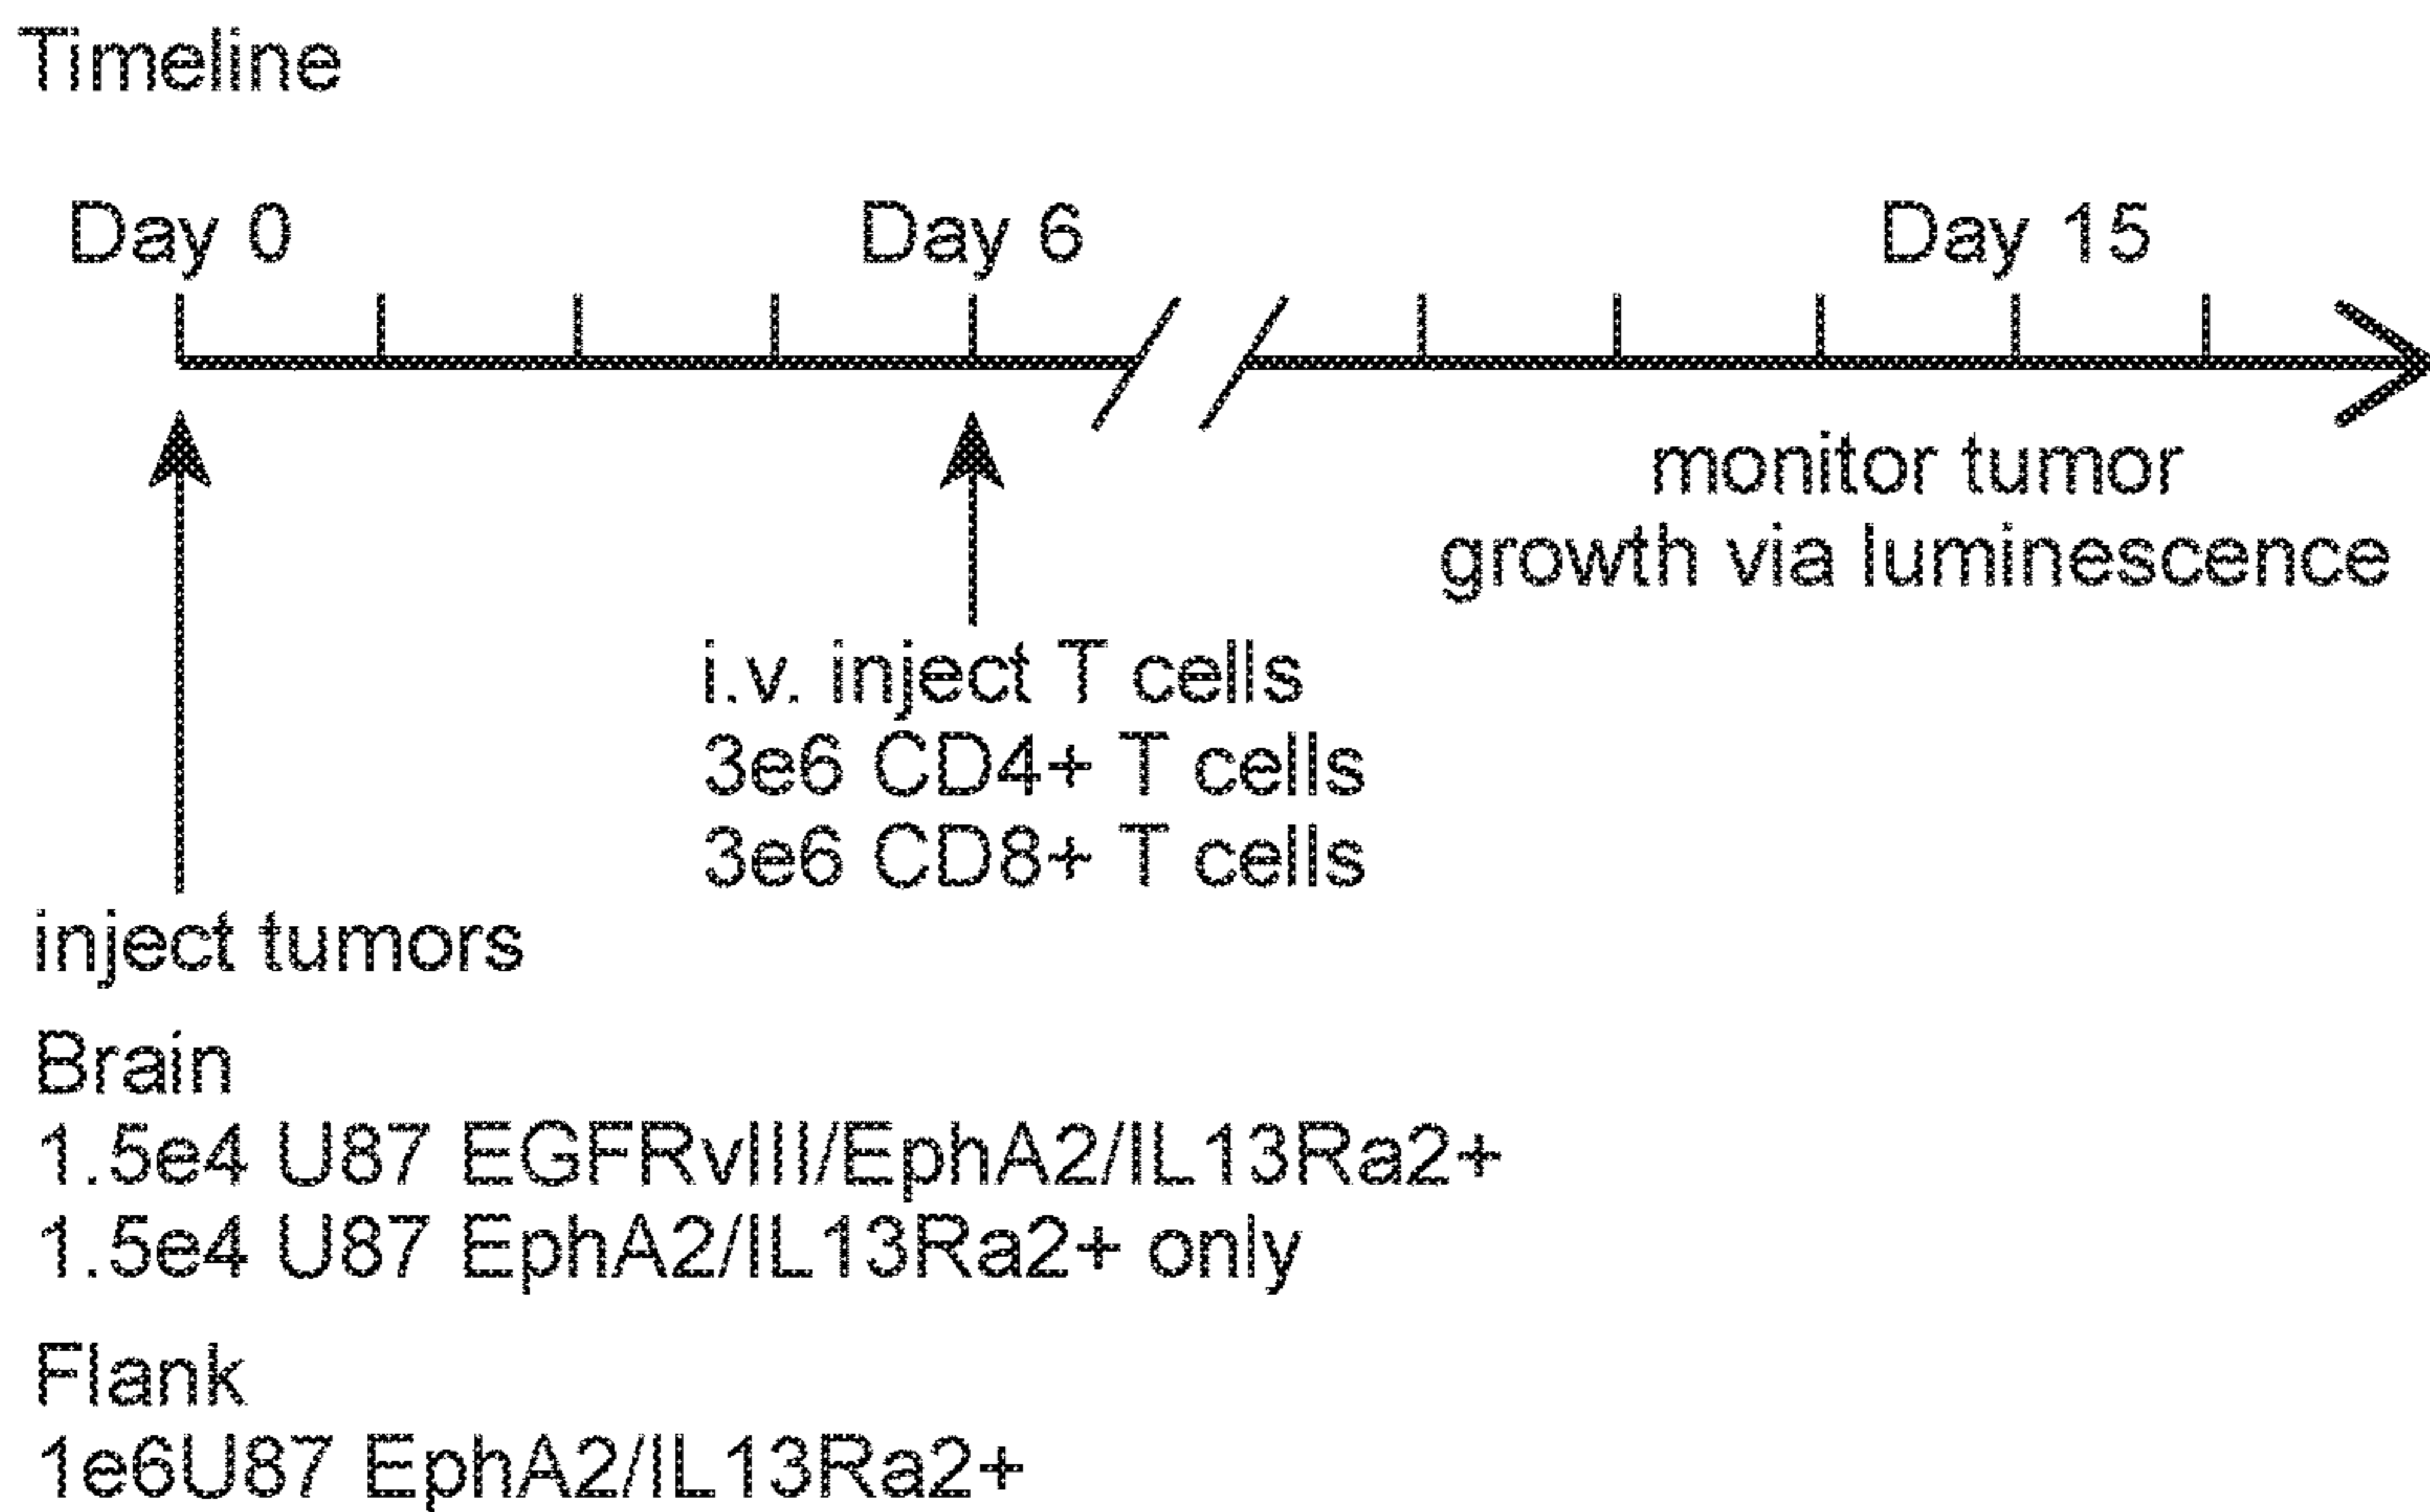 Timeline
Day 0 Day 6 Day 15
monitor tumor
growth via luminescence
i.v. inject T cells
3e6 CD4+ T cells
3e6 CD8+ T cells
inject tumors
Brain
1.5e4 U87 EGFRvIII/EphA2/IL13Ra2+
1.5e4 U87 EphA2/IL13Ra2+ only
Flank
1e6U87 EphA2/IL13Ra2+